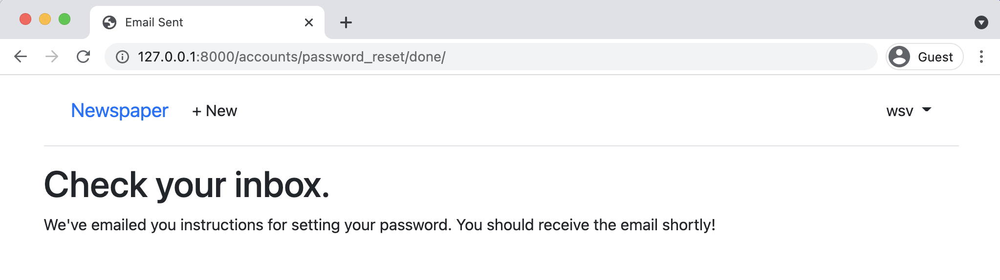 Email Sent
127.0.0.1:8000/accounts/password_reset/done/
Guest
Newspaper + New wsv
Check your inbox.
We've emailed you instructions for setting your password. You should receive the email shortly!